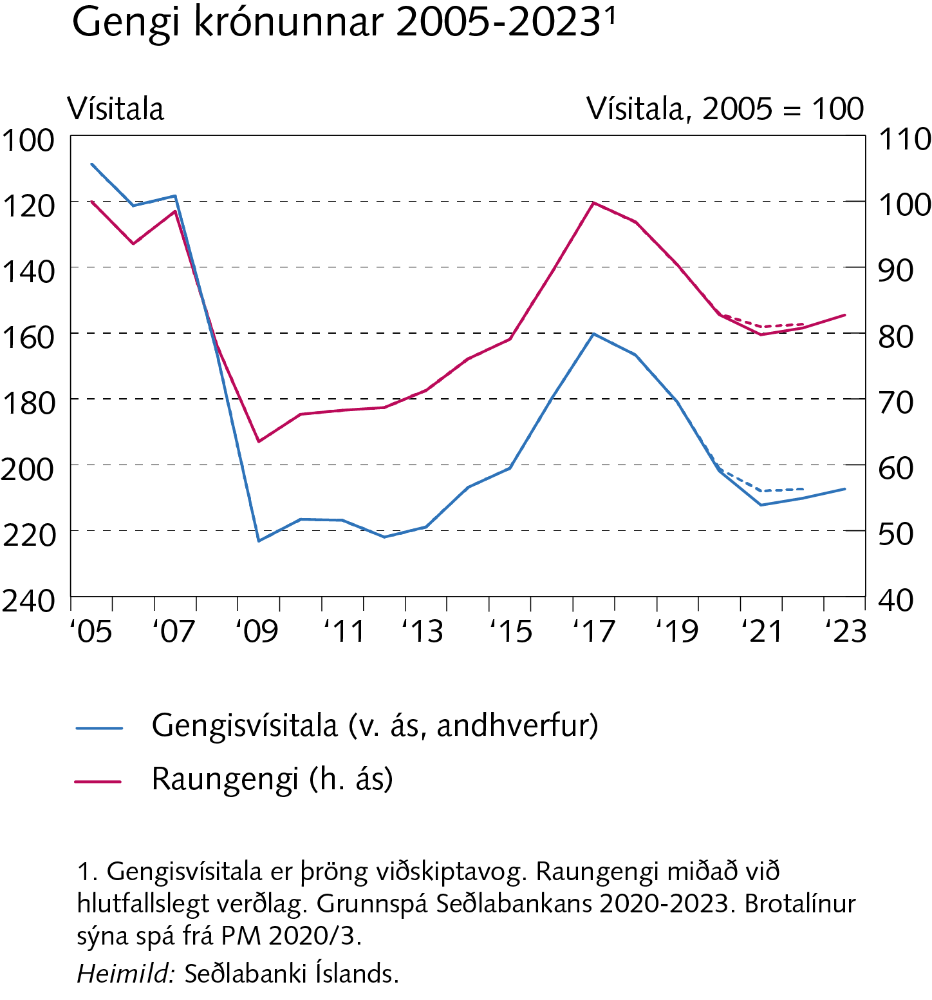 Gengi krónunnar 2005-2023¹
Vísitala
Vísitala, 2005 = 100
100
120
140
160
180
200
220
240
110
100
90
80
70
60
50
40
‘05 ‘07 ‘09 ‘11 ‘13 ‘15 ‘17 ‘19 ‘21 ‘23
Gengisvísitala (v. ás, andhverfur)
Raungengi (h. ás)
1. Gengisvísitala er þröng viðskiptavog. Raungengi miðað við
hlutfallslegt verðlag. Grunnspá Seðlabankans 2020-2023. Brotalínur
sýna spá frá PM 2020/3.
Heimild: Seðlabanki Íslands.